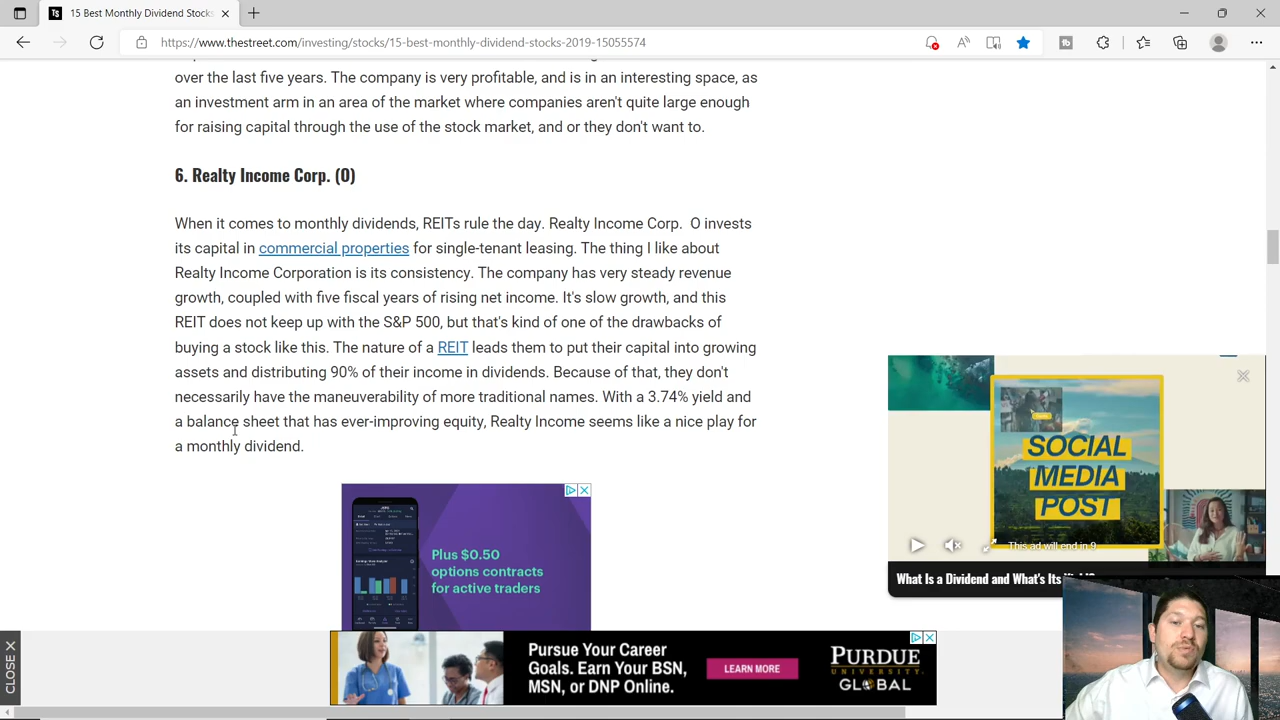 15 Best Monthly Dividend Stocks
https://www.thestreet.com/investing/stocks/15-best-monthly-dividend-stocks-2019-15055574
over the last five years. The company is very profitable, and is in an interesting space, as
an investment arm in an area of the market where companies aren't quite large enough
for raising capital through the use of the stock market, and or they don't want to.
6. Realty Income Corp. (O)
When it comes to monthly dividends, REITs rule the day. Realty Income Corp. O invests
its capital in commercial properties for single-tenant leasing. The thing I like about
Realty Income Corporation is its consistency. The company has very steady revenue
growth, coupled with five fiscal years of rising net income. It's slow growth, and this
REIT does not keep up with the S&P 500, but that's kind of one of the drawbacks of
buying a stock like this. The nature of a REIT leads them to put their capital into growing
assets and distributing 90% of their income in dividends. Because of that, they don't
necessarily have the maneuverability of more traditional names. With a 3.74% yield and
a balance sheet that has ever-improving equity, Realty Income seems like a nice play for
a monthly dividend.
Plus $0.50
options contracts
for active traders
SOCIAL
MEDIA
POST
This ad will end in 9
What Is a Dividend and What's Its
CLOSE X
Pursue Your Career
Goals. Earn Your BSN,
MSN, or DNP Online.
LEARN MORE
PURDUE
UNIVERSITY
GLOBAL